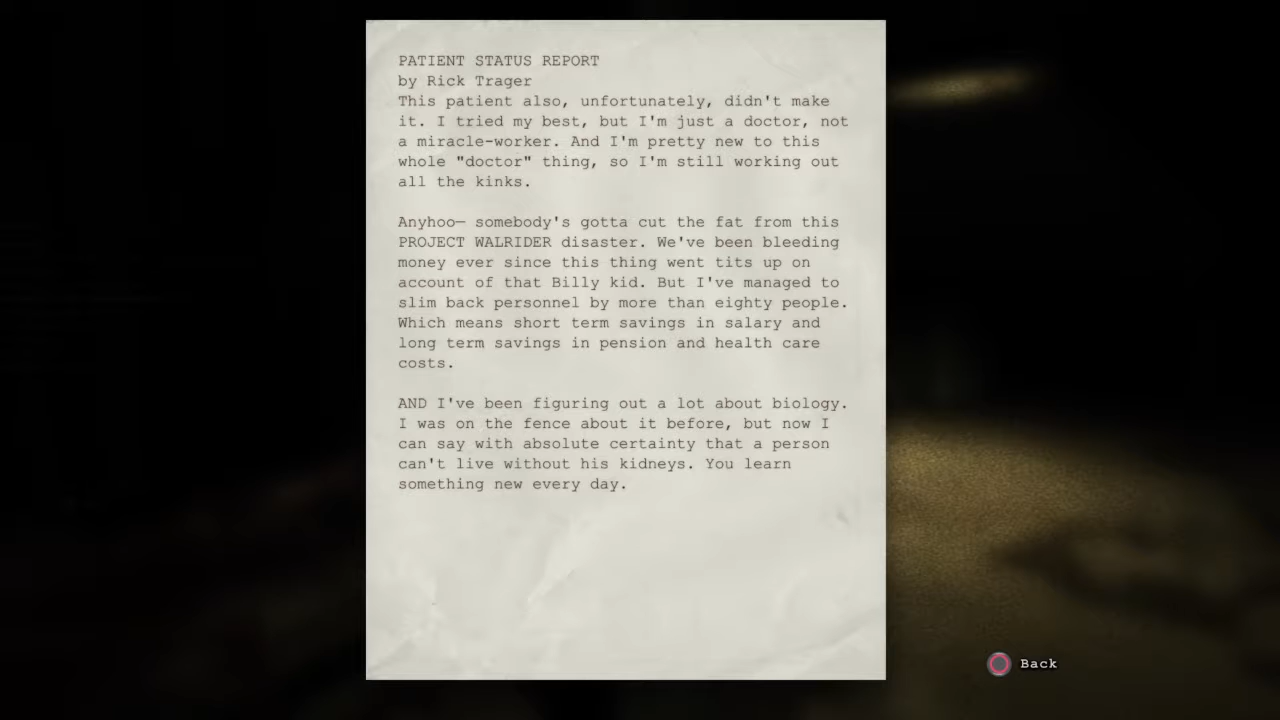 PATIENT STATUS REPORT
by Rick Trager
This patient also, unfortunately, didn't make
it. I tried my best, but I'm just a doctor, not
a miracle-worker. And I'm pretty new to this
whole "doctor" thing, so I'm still working out
all the kinks.
Anyhoo— somebody's gotta cut the fat from this
PROJECT WALRIDER disaster. We've been bleeding
money ever since this thing went tits up on
account of that Billy kid. But I've managed to
slim back personnel by more than eighty people.
Which means short term savings in salary and
long term savings in pension and health care
costs.
AND I've been figuring out a lot about biology.
I was on the fence about it before, but now I
can say with absolute certainty that a person
can't live without his kidneys. You learn
something new every day.
Back